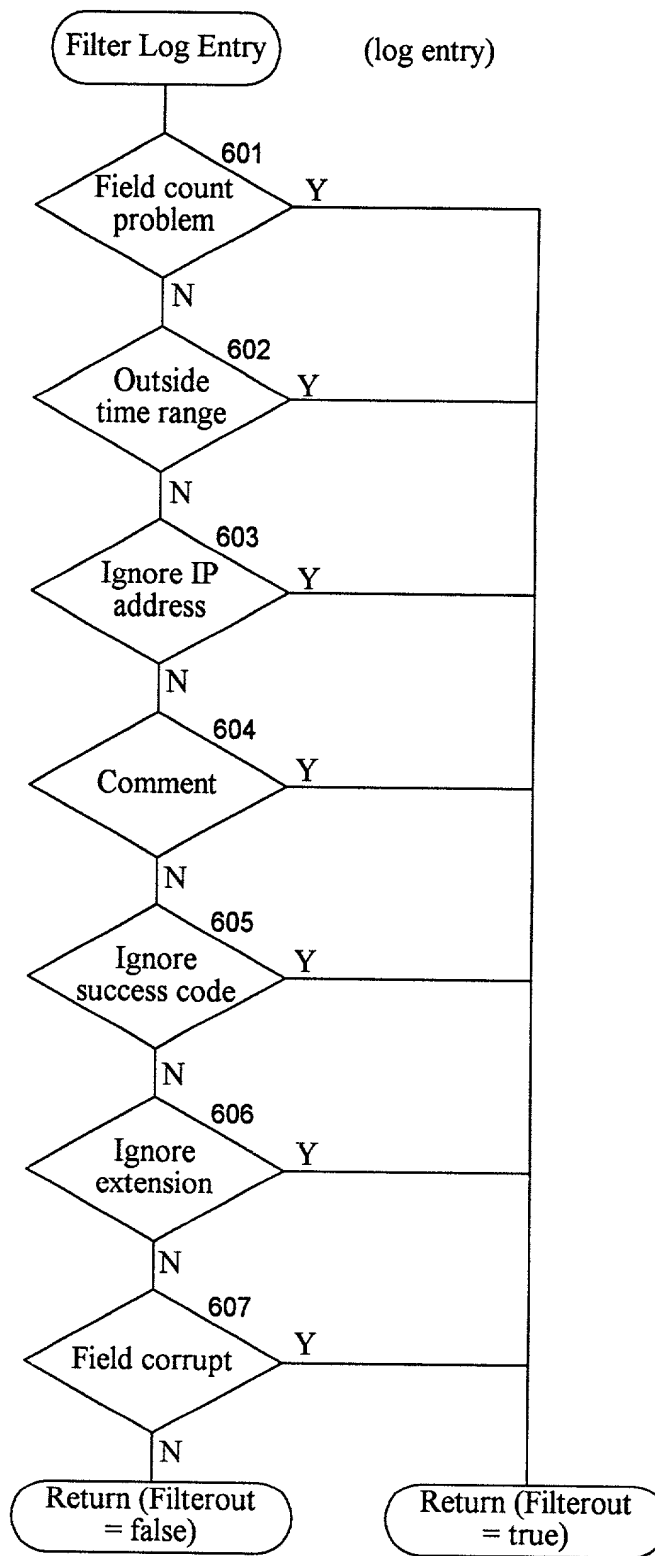 Filter Log Entry
(log entry)
601
Field count
problem
Y
N
602
Outside
time range
Y
N
603
Ignore IP
address
Y
N
604
Comment
Y
N
605
Ignore
success code
Y
N
606
Ignore
extension
Y
N
607
Field corrupt
Y
N
Return (Filterout
= false)
Return (Filterout
= true)